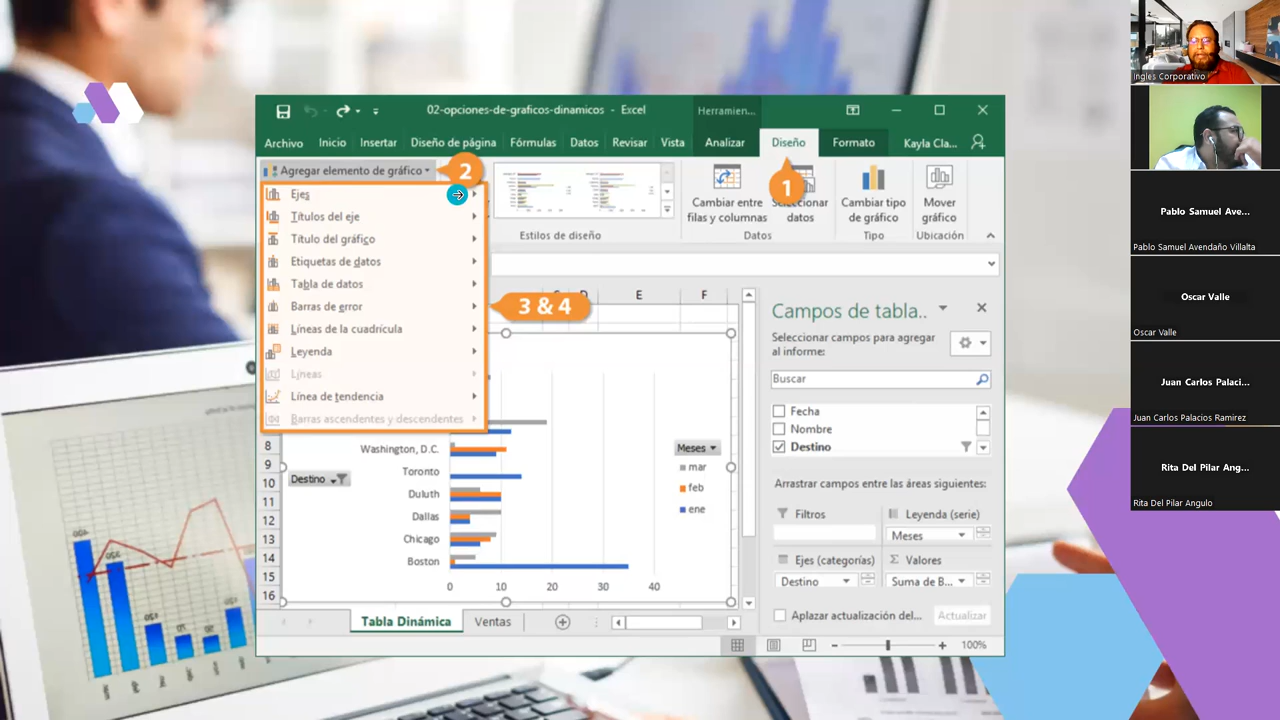 02-opciones-de-graficos-dinamicos - Excel
Herramien...
Archivo Inicio Insertar Diseño de página Fórmulas Datos Revisar Vista Analizar Diseño Formato Kayla Cla...
Agregar elemento de gráfico
2
1
Ejes
Títulos del eje
Título del gráfico
Etiquetas de datos
Tabla de datos
Barras de error
Líneas de la cuadrícula
Leyenda
Líneas
Línea de tendencia
Barras ascendentes y descendentes
3 & 4
Estilos de diseño
Cambiar entre
filas y columnas
datos
Datos
Cambiar tipo
de gráfico
Tipo
Mover
gráfico
Ubicación
E F
8
9
10
11
12
13
14
15
16
Destino
Washington, D.C.
Toronto
Duluth
Dallas
Chicago
Boston
0 10 20 30 40
Meses
mar
feb
ene
Campos de tabla..
Seleccionar campos para agregar
al informe:
Buscar
Fecha
Nombre
Destino
Arrastrar campos entre las áreas siguientes:
Filtros
Leyenda (serie)
Meses
Ejes (categorías)
Σ Valores
Destino
Suma de B...
Aplazar actualización del...
Actualizar
Tabla Dinámica
Ventas
100%
Ingles Corporativo
Pablo Samuel Ave...
Pablo Samuel Avendaño Villalta
Oscar Valle
Oscar Valle
Juan Carlos Palaci...
Juan Carlos Palacios Ramirez
Rita Del Pilar Ang...
Rita Del Pilar Angulo